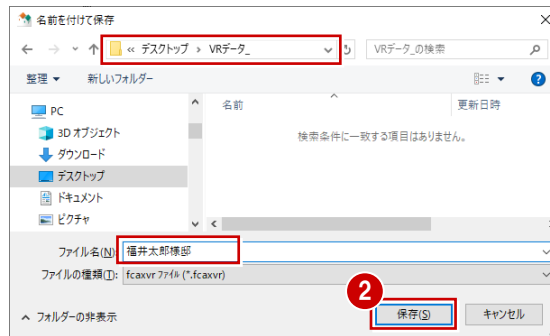 名前を付けて保存
« デスクトップ › VRデータ_
VRデータ_の検索
整理 新しいフォルダー
名前 更新日時
PC
3D オブジェクト
検索条件に一致する項目はありません。
ダウンロード
デスクトップ
ドキュメント
ピクチャ
ファイル名(N): 福井太郎様邸
ファイルの種類(T): fcaxvr ファイル (*.fcaxvr)
2
フォルダーの非表示
保存(S) キャンセル